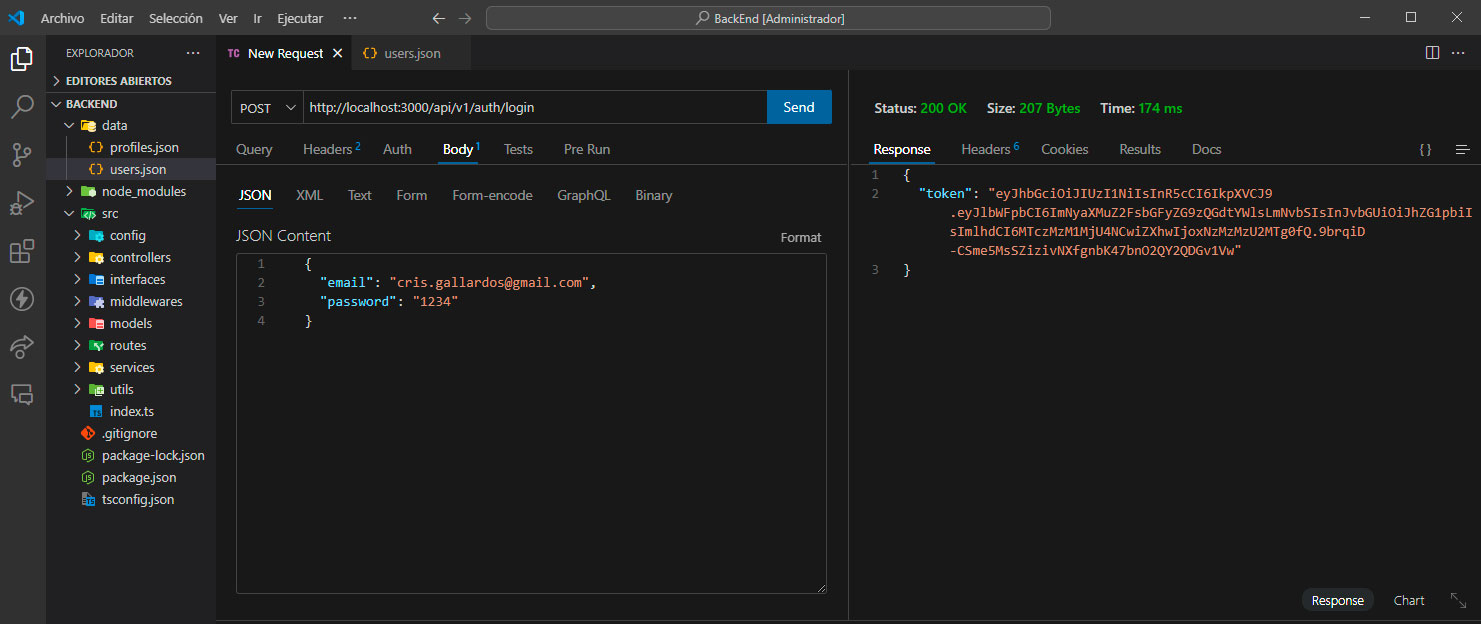 Archivo Editar Selección Ver Ir Ejecutar ··· BackEnd [Administrador]
EXPLORADOR ···
EDITORES ABIERTOS
BACKEND
data
profiles.json
users.json
node_modules
src
config
controllers
interfaces
middlewares
models
routes
services
utils
index.ts
.gitignore
package-lock.json
package.json
tsconfig.json
TC New Request users.json
POST http://localhost:3000/api/v1/auth/login Send
Query Headers 2 Auth Body 1 Tests Pre Run
JSON XML Text Form Form-encode GraphQL Binary
JSON Content Format
1 {
2 "email": "cris.gallardos@gmail.com",
3 "password": "1234"
4 }
Status: 200 OK Size: 207 Bytes Time: 174 ms
Response Headers 6 Cookies Results Docs {}
1 {
2 "token": "eyJhbGciOiJIUzI1NiIsInR5cCI6IkpXVCJ9
.eyJlbWFpbCI6ImNyaXMuZ2FsbGFyZG9zQGdtYWlsLmNvbSIsInJvbGUiOiJhZG1pbiI
sImlhdCI6MTczMzM1MjU4NCwiZXhwIjoxNzMzMzU2MTg0fQ.9brqiD
-CSme5MsSZizivNXfgnbK47bnO2QY2QDGv1Vw"
3 }
Response Chart